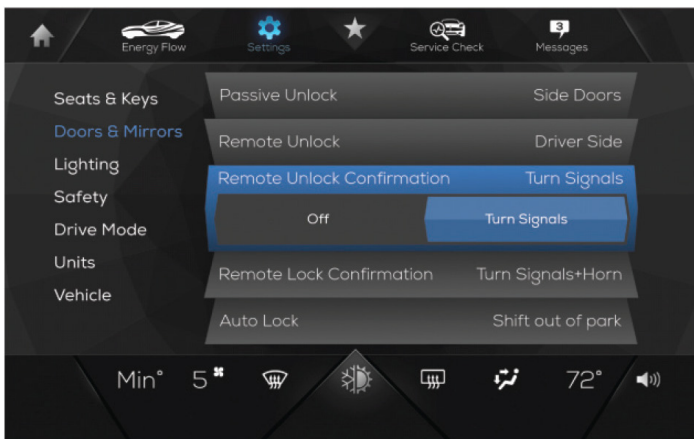 3
Energy Flow
Settings
Service Check
Messages
Seats & Keys
Doors & Mirrors
Lighting
Safety
Drive Mode
Units
Vehicle
Passive Unlock Side Doors
Remote Unlock Driver Side
Remote Unlock Confirmation Turn Signals
Off Turn Signals
Remote Lock Confirmation Turn Signals+Horn
Auto Lock Shift out of park
Min° 5 72°